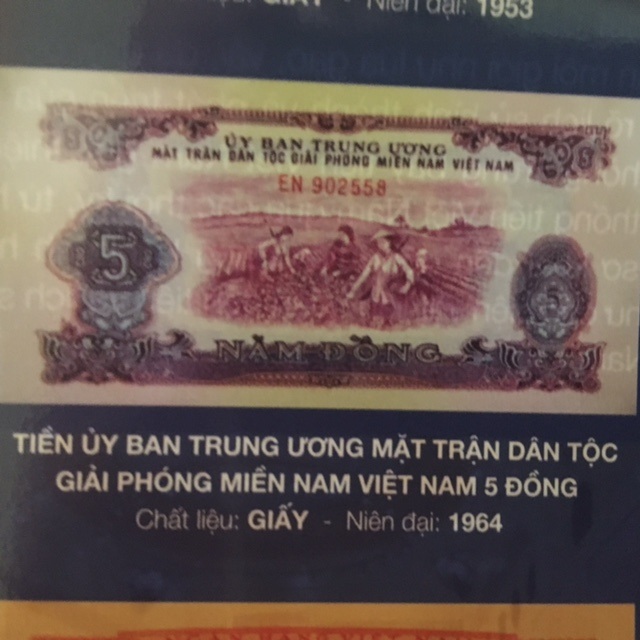 GIẤY - Niên đại: 1953
ỦY BAN TRUNG ƯƠNG
MẶT TRẬN DÂN TỘC GIẢI PHÓNG MIỀN NAM VIỆT NAM
EN 902558
5
5
NĂM ĐỒNG
TIỀN ỦY BAN TRUNG ƯƠNG MẶT TRẬN DÂN TỘC
GIẢI PHÓNG MIỀN NAM VIỆT NAM 5 ĐỒNG
Chất liệu: GIẤY - Niên đại: 1964